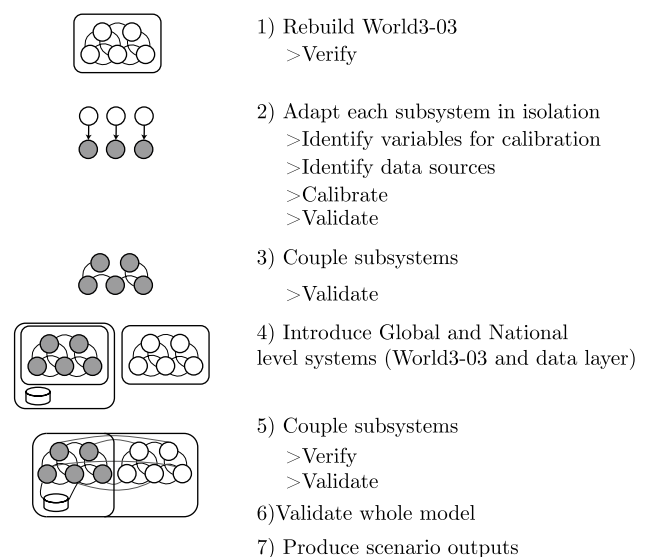 1) Rebuild World3-03
>Verify
2) Adapt each subsystem in isolation
>Identify variables for calibration
>Identify data sources
>Calibrate
>Validate
3) Couple subsystems
>Validate
4) Introduce Global and National
level systems (World3-03 and data layer)
5) Couple subsystems
>Verify
>Validate
6)Validate whole model
7) Produce scenario outputs